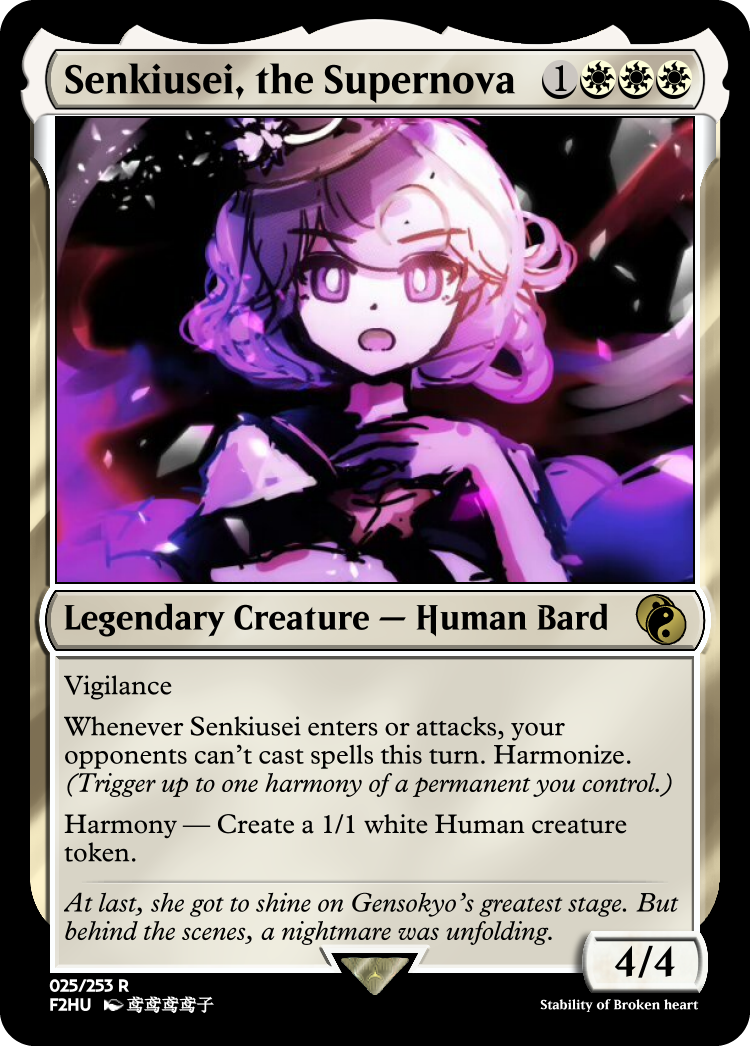 Senkiusei, the Supernova 1
Legendary Creature — Human Bard
Vigilance
Whenever Senkiusei enters or attacks, your
opponents can't cast spells this turn. Harmonize.
(Trigger up to one harmony of a permanent you control.)
Harmony — Create a 1/1 white Human creature
token.
At last, she got to shine on Gensokyo's greatest stage. But
behind the scenes, a nightmare was unfolding.
4/4
025/253 R
F2HU 鸢鸢鸢鸢子
Stability of Broken heart